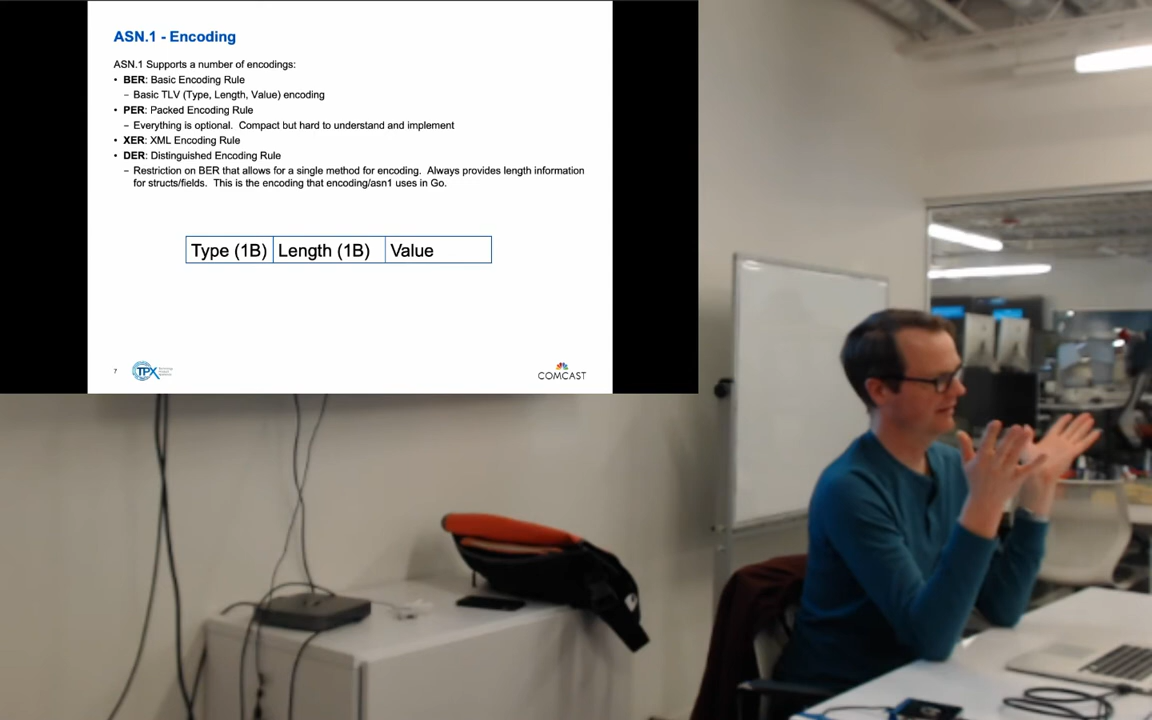 ASN.1 - Encoding
ASN.1 Supports a number of encodings:
• BER: Basic Encoding Rule
– Basic TLV (Type, Length, Value) encoding
• PER: Packed Encoding Rule
– Everything is optional. Compact but hard to understand and implement
• XER: XML Encoding Rule
• DER: Distinguished Encoding Rule
– Restriction on BER that allows for a single method for encoding. Always provides length information
for structs/fields. This is the encoding that encoding/asn1 uses in Go.
Type (1B) Length (1B) Value
7
TPX
COMCAST